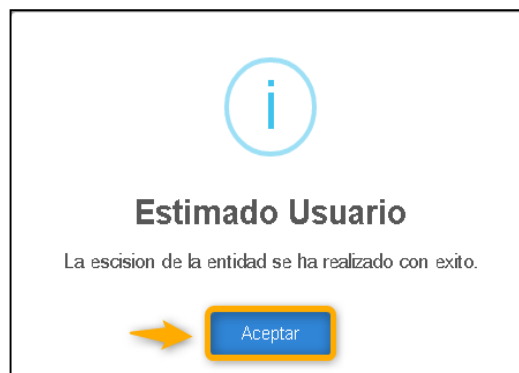 Estimado Usuario
La escision de la entidad se ha realizado con exito.
Aceptar